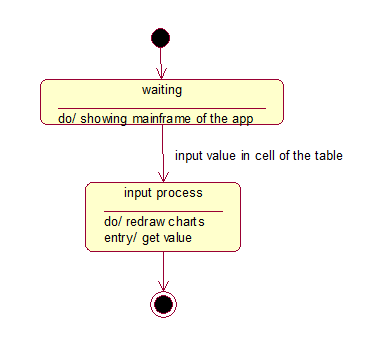 waiting
do/ showing mainframe of the app
input value in cell of the table
input process
do/ redraw charts
entry/ get value